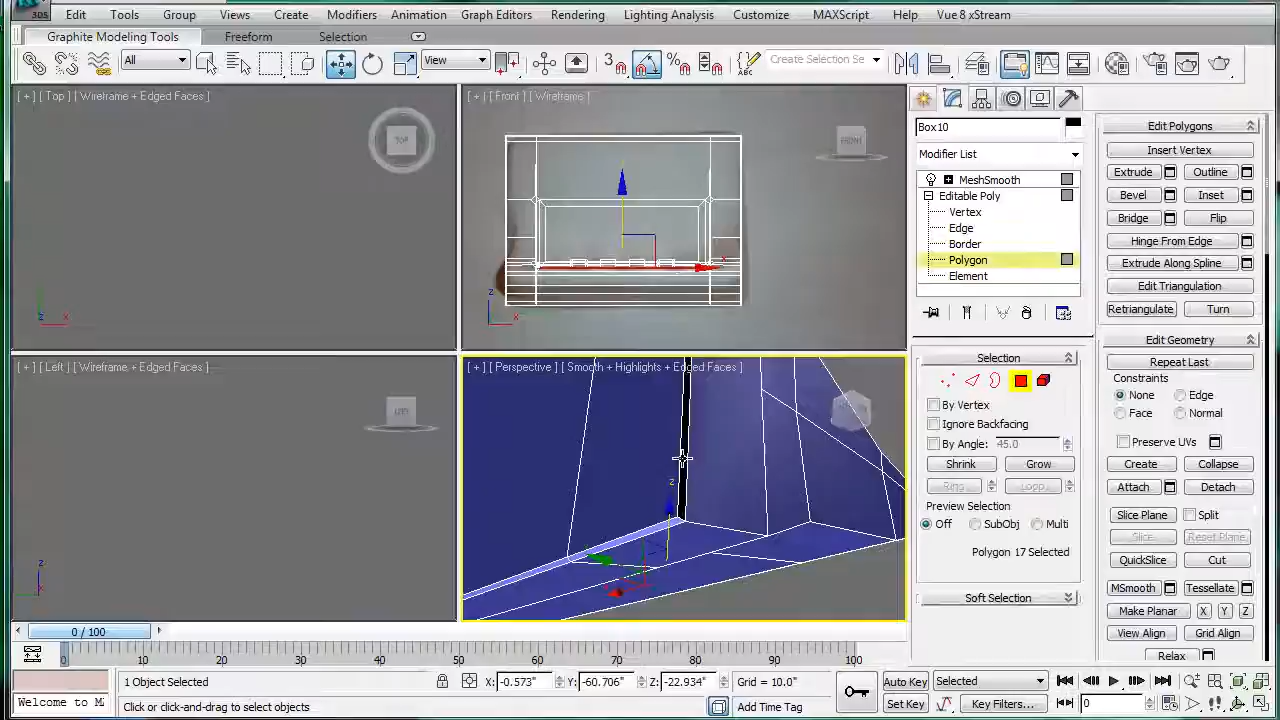 3DS Edit Tools Group Views Create Modifiers Animation Graph Editors Rendering Lighting Analysis Customize MAXScript Help Vue 8 xStream
Graphite Modeling Tools Freeform Selection
All View 3 % ABC Create Selection Se
[ + ] [ Top ] [ Wireframe + Edged Faces ]
TOP
z x
[ + ] [ Front ] [ Wireframe ]
FRONT
x
z x
[ + ] [ Left ] [ Wireframe + Edged Faces ]
LEFT
z
[ + ] [ Perspective ] [ Smooth + Highlights + Edged Faces ]
z
Box10
Modifier List
MeshSmooth
Editable Poly
Vertex
Edge
Border
Polygon
Element
Selection
By Vertex
Ignore Backfacing
By Angle: 45.0
Shrink Grow
Ring Loop
Preview Selection
Off SubObj Multi
Polygon 17 Selected
Soft Selection
Edit Polygons
Insert Vertex
Extrude Outline
Bevel Inset
Bridge Flip
Hinge From Edge
Extrude Along Spline
Edit Triangulation
Retriangulate Turn
Edit Geometry
Repeat Last
Constraints
None Edge
Face Normal
Preserve UVs
Create Collapse
Attach Detach
Slice Plane Split
Slice Reset Plane
QuickSlice Cut
MSmooth Tessellate
Make Planar X Y Z
View Align Grid Align
Relax
0 / 100
0 10 20 30 40 50 60 70 80 90 100
1 Object Selected X: -0.573" Y: -60.706" Z: -22.934" Grid = 10.0" Auto Key Selected
Welcome to M Click or click-and-drag to select objects Add Time Tag Set Key Key Filters... 0